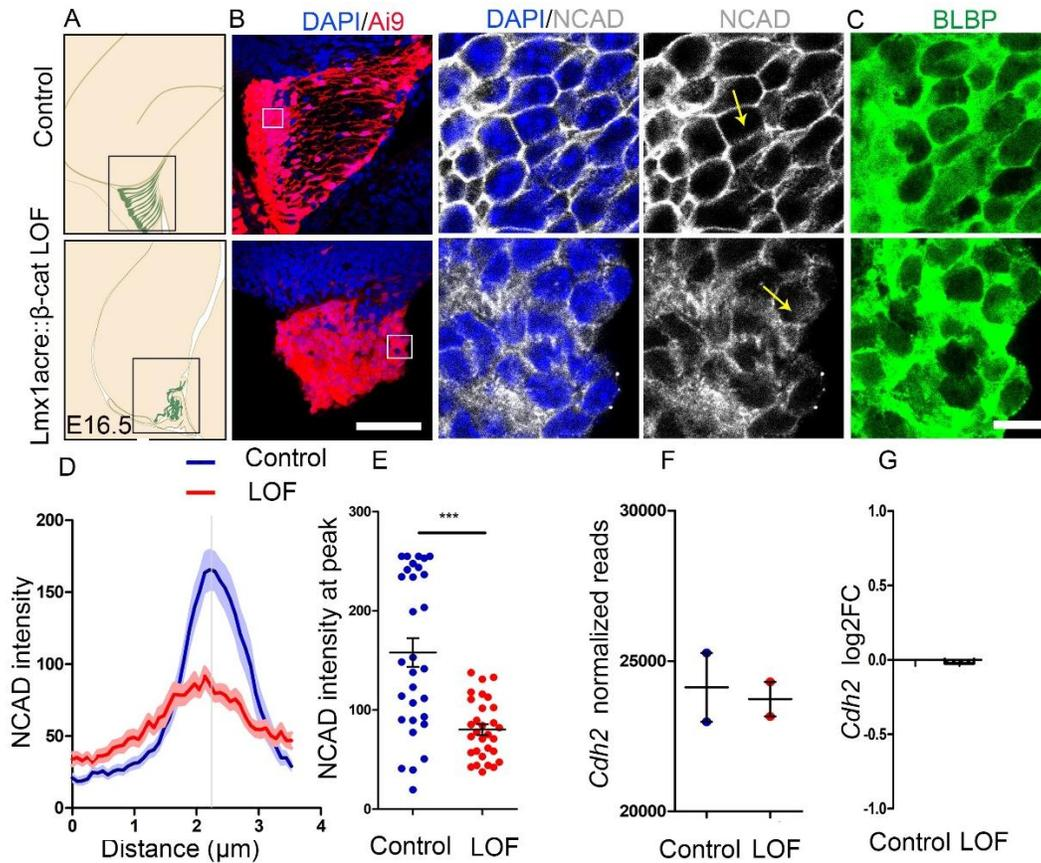 A
B
DAPI/Ai9
DAPI/NCAD
NCAD
C
BLBP
Control
Lmx1acre::β-cat LOF
E16.5
D
Control
LOF
E
F
G
NCAD intensity
200
150
100
50
0
0 1 2 3 4
Distance (µm)
NCAD intensity at peak
300
200
100
0
***
Control LOF
Cdh2 normalized reads
30000
25000
20000
Control LOF
Cdh2 log2FC
1.0
0.5
0.0
-0.5
-1.0
Control LOF